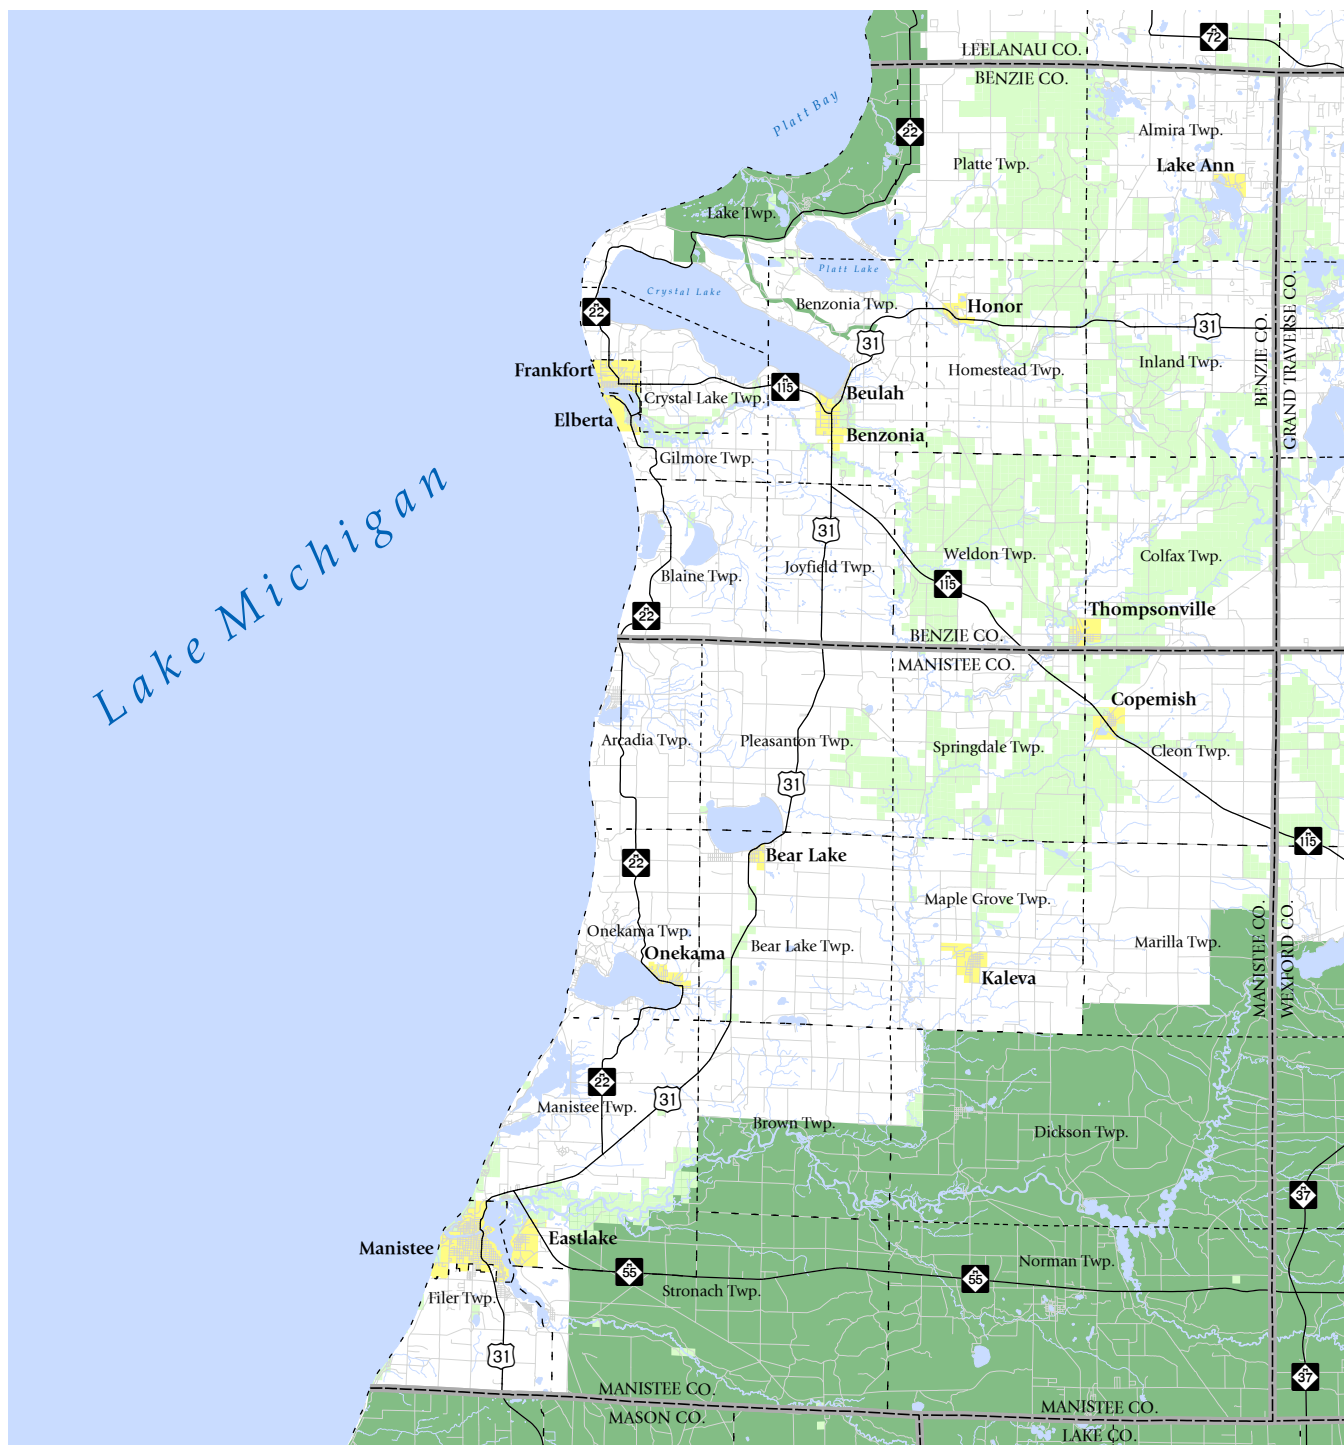 72
LEELANAU CO.
BENZIE CO.
Platt Bay
22
Almira Twp.
Platte Twp.
Lake Ann
Lake Twp.
Platt Lake
Crystal Lake
Benzonia Twp.
Honor
22
31
31
BENZIE CO.
GRAND TRAVERSE CO.
Inland Twp.
Homestead Twp.
Frankfort
115
Beulah
Crystal Lake Twp.
Elberta
Benzonia
Gilmore Twp.
Lake Michigan
31
Weldon Twp.
Colfax Twp.
Joyfield Twp.
Blaine Twp.
115
Thompsonville
22
BENZIE CO.
MANISTEE CO.
Copemish
Arcadia Twp.
Pleasanton Twp.
Springdale Twp.
Cleon Twp.
31
115
Bear Lake
22
Maple Grove Twp.
Onekama Twp.
Marilla Twp.
Bear Lake Twp.
Onekama
MANISTEE CO.
WEXFORD CO.
Kaleva
22
31
Manistee Twp.
Brown Twp.
Dickson Twp.
37
Eastlake
Manistee
Norman Twp.
55
55
Stronach Twp.
Filer Twp.
31
37
MANISTEE CO.
MASON CO.
MANISTEE CO.
LAKE CO.